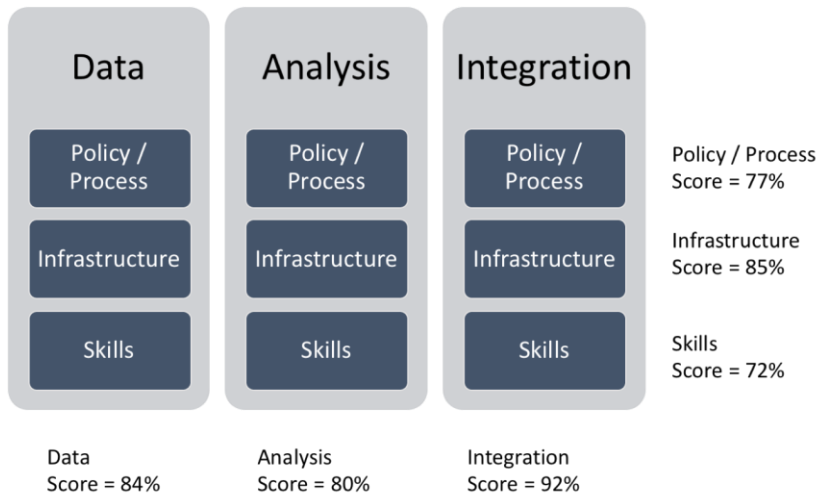 Data
Analysis
Integration
Policy /
Process
Policy /
Process
Policy /
Process
Policy / Process
Score = 77%
Infrastructure
Infrastructure
Infrastructure
Infrastructure
Score = 85%
Skills
Skills
Skills
Skills
Score = 72%
Data
Score = 84%
Analysis
Score = 80%
Integration
Score = 92%